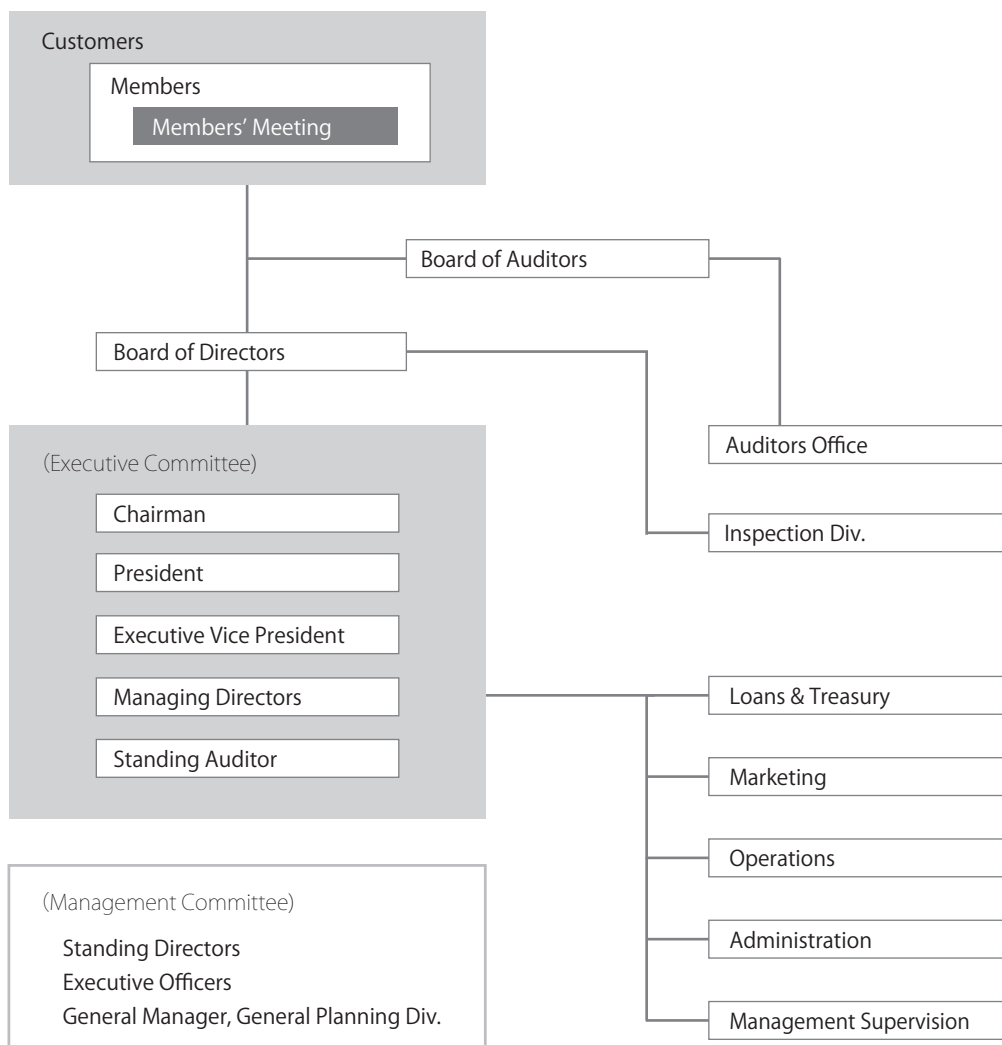 Customers
Members
Members’ Meeting
Board of Auditors
Board of Directors
Auditors Office
(Executive Committee)
Chairman
Inspection Div.
President
Executive Vice President
Managing Directors
Loans & Treasury
Standing Auditor
Marketing
Operations
(Management Committee)
Standing Directors
Administration
Executive Officers
General Manager, General Planning Div.
Management Supervision